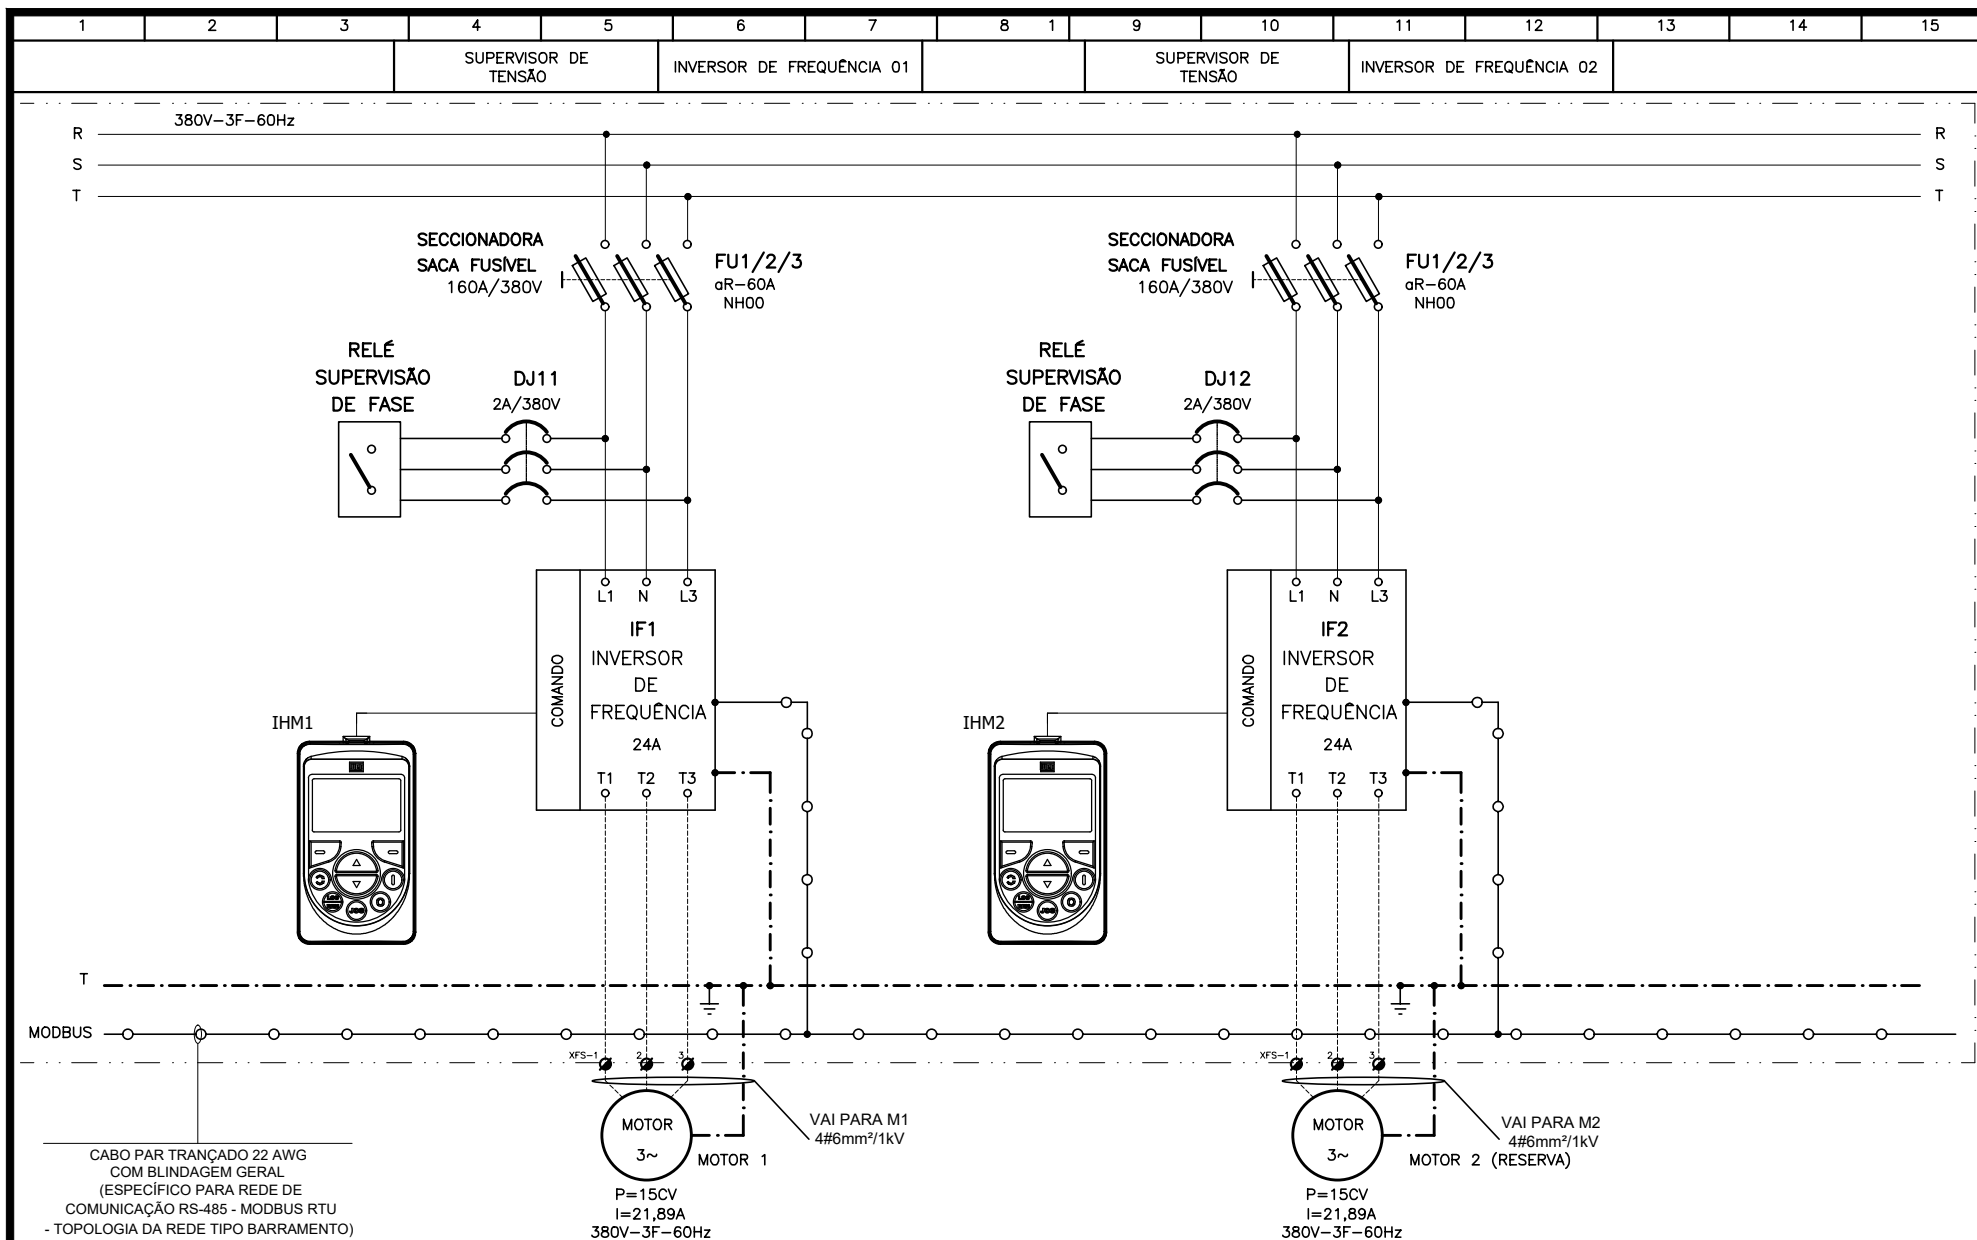 1 2 3 4 5 6 7 8 1 9 10 11 12 13 14 15
SUPERVISOR DE
TENSÃO
INVERSOR DE FREQUÊNCIA 01
SUPERVISOR DE
TENSÃO
INVERSOR DE FREQUÊNCIA 02
380V-3F-60Hz
R R
S S
T T
SECCIONADORA
SACA FUSÍVEL
160A/380V
FU1/2/3
aR-60A
NH00
SECCIONADORA
SACA FUSÍVEL
160A/380V
FU1/2/3
aR-60A
NH00
RELÉ
SUPERVISÃO
DE FASE
DJ11
2A/380V
RELÉ
SUPERVISÃO
DE FASE
DJ12
2A/380V
L1 N L3
IF1
INVERSOR
DE
FREQUÊNCIA
24A
T1 T2 T3
COMANDO
IHM1
JOG
L1 N L3
IF2
INVERSOR
DE
FREQUÊNCIA
24A
T1 T2 T3
COMANDO
IHM2
JOG
T
MODBUS
XFS-1 2 3
XFS-1 2 3
MOTOR
3~
MOTOR 1
VAI PARA M1
4#6mm²/1kV
P=15CV
I=21,89A
380V-3F-60Hz
MOTOR
3~
MOTOR 2 (RESERVA)
VAI PARA M2
4#6mm²/1kV
P=15CV
I=21,89A
380V-3F-60Hz
CABO PAR TRANÇADO 22 AWG
COM BLINDAGEM GERAL
(ESPECÍFICO PARA REDE DE
COMUNICAÇÃO RS-485 - MODBUS RTU
- TOPOLOGIA DA REDE TIPO BARRAMENTO)